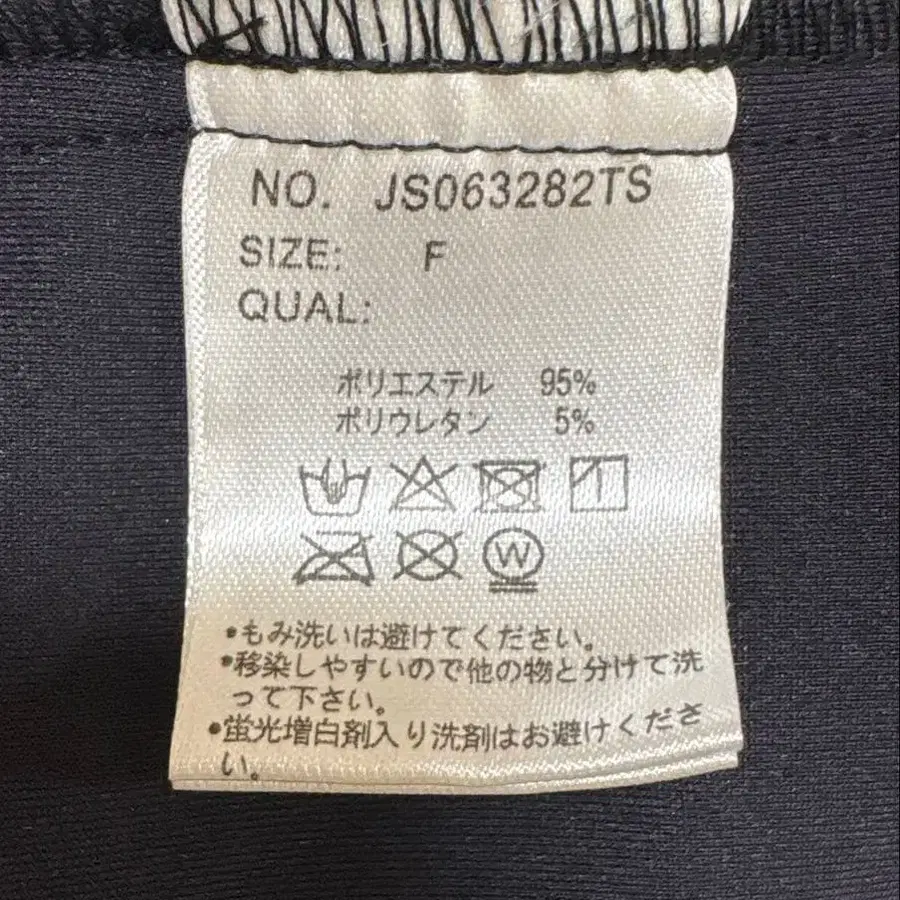 NO. JS063282TS
SIZE: F
QUAL:
ポリエステル 95%
ポリウレタン 5%
W
•もみ洗いは避けてください。
•移染しやすいので他の物と分けて洗
って下さい。
•蛍光増白剤入り洗剤はお避けくださ
い。